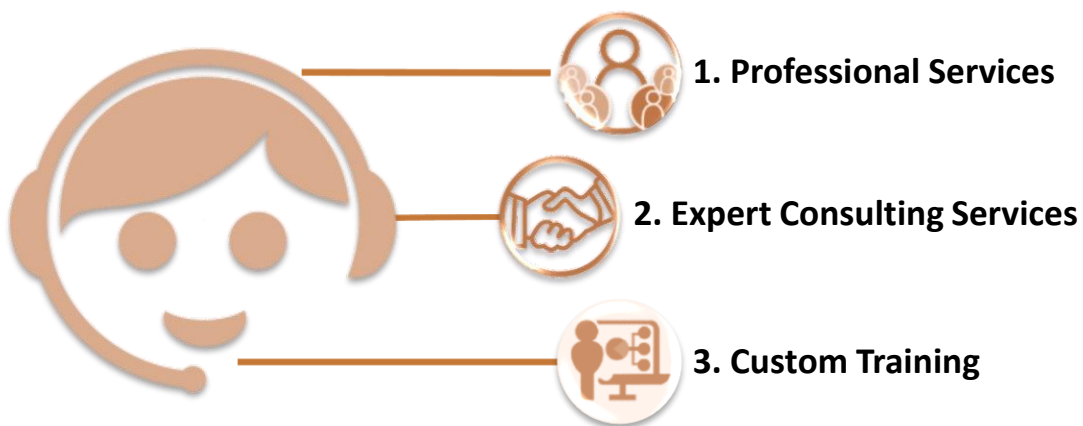 1. Professional Services
2. Expert Consulting Services
3. Custom Training